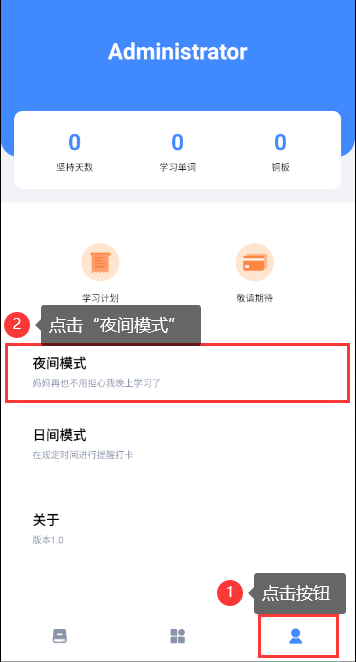 Administrator
0 0 0
坚持天数 学习单词 铜板
学习计划 敬请期待
2 点击“夜间模式”
夜间模式
妈妈再也不用担心我晚上学习了
日间模式
在规定时间进行提醒打卡
关于
版本1.0
1 点击按钮